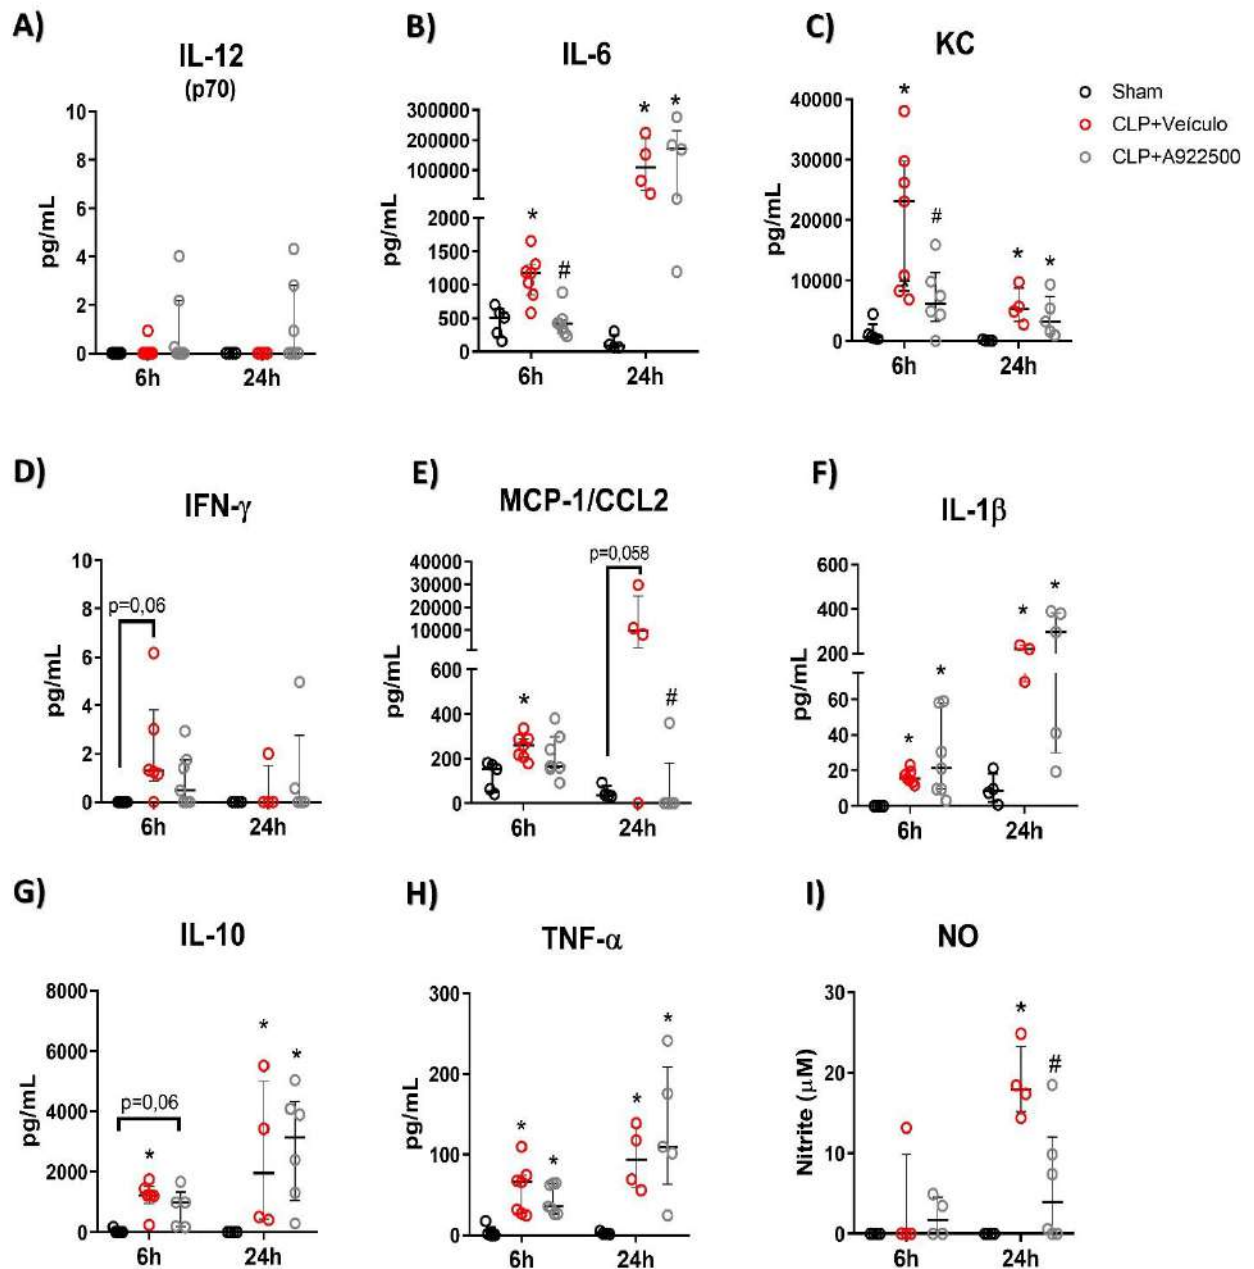 A)
IL-12
(p70)
10
8
6
4
2
0
pg/mL
6h
24h
B)
IL-6
300000
200000
100000
2000
1500
1000
500
0
pg/mL
*
#
*
*
6h
24h
C)
KC
40000
30000
20000
10000
0
pg/mL
*
#
*
*
*
6h
24h
Sham
CLP+Veículo
CLP+A922500
D)
IFN-γ
10
8
6
4
2
0
pg/mL
p=0,06
6h
24h
E)
MCP-1/CCL2
40000
30000
20000
10000
600
400
200
0
pg/mL
*
p=0,058
#
6h
24h
F)
IL-1β
600
400
200
60
40
20
0
pg/mL
*
*
*
*
6h
24h
G)
IL-10
8000
6000
4000
2000
0
pg/mL
p=0,06
*
*
*
6h
24h
H)
TNF-α
300
200
100
0
pg/mL
*
*
*
*
6h
24h
I)
NO
30
20
10
0
Nitrite (μM)
*
#
6h
24h